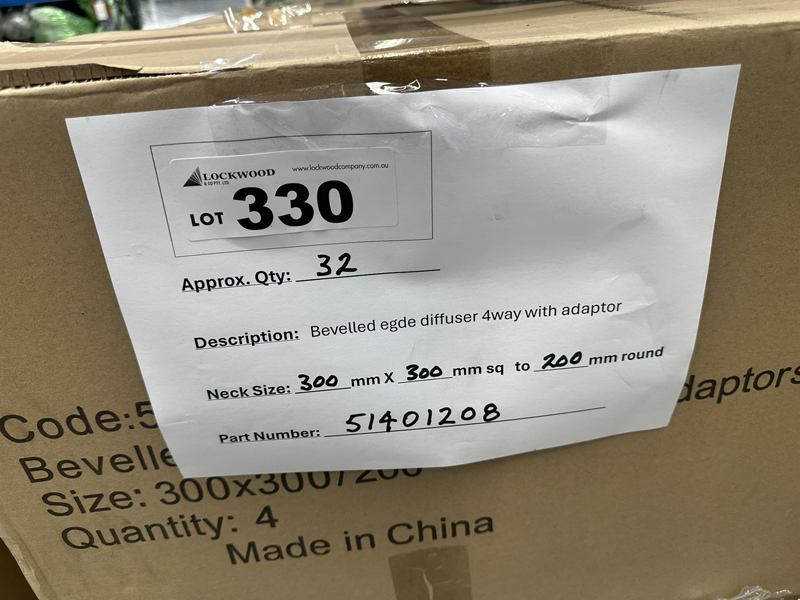 LOCKWOOD
& CO PTY. LTD.
www.lockwoodcompany.com.au
LOT 330
Approx. Qty: 32
Description: Bevelled egde diffuser 4way with adaptor
Neck Size: 300 mm X 300 mm sq to 200 mm round
Part Number: 51401208
Code:5
Bevelle daptors
Size: 300x300/200
Quantity: 4
Made in China